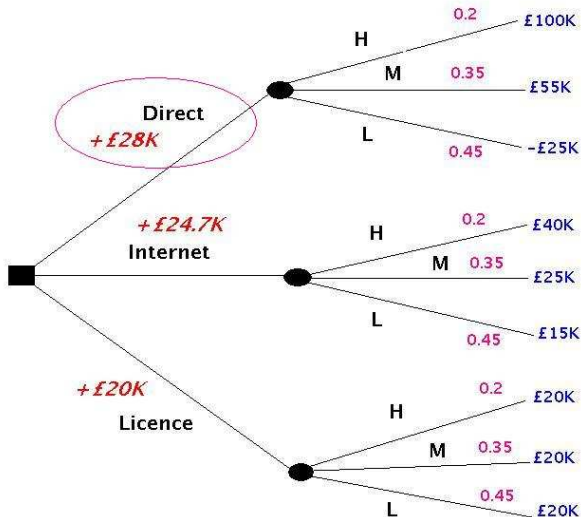 H 0.2 £100K
M 0.35 £55K
Direct
+£28K
L 0.45 -£25K
+£24.7K
Internet
H 0.2 £40K
M 0.35 £25K
L 0.45 £15K
+£20K
Licence
H 0.2 £20K
M 0.35 £20K
L 0.45 £20K